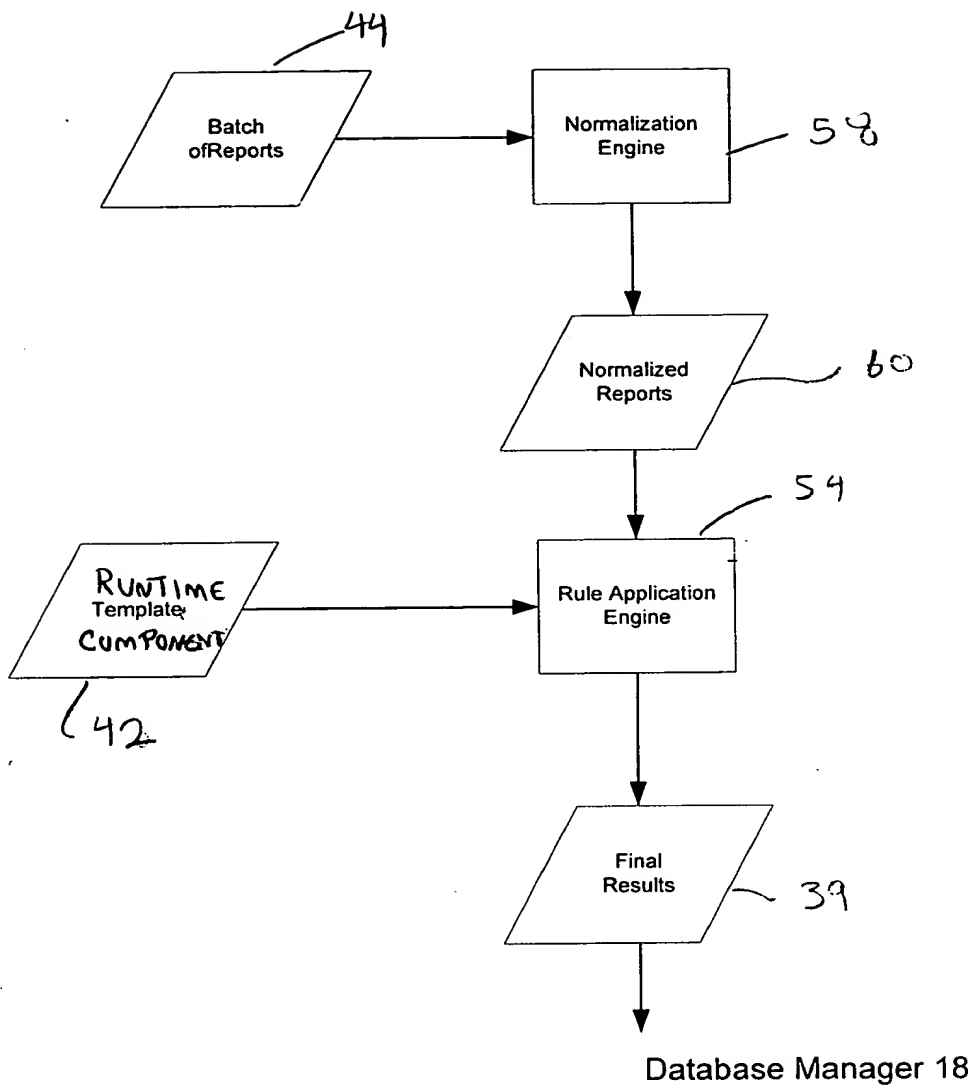 44
Batch
ofReports
Normalization
Engine
58
Normalized
Reports
60
54
RUNTIME
Template
COMPONENT
Rule Application
Engine
42
Final
Results
39
Database Manager 18